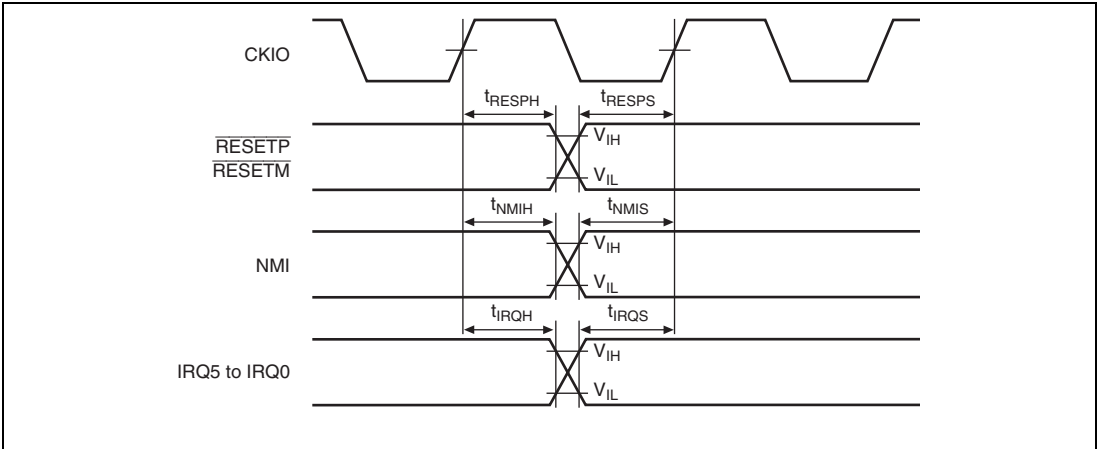 CKIO
tRESPH
tRESPS
RESETP
RESETM
VIH
VIL
tNMIH
tNMIS
NMI
VIH
VIL
tIRQH
tIRQS
IRQ5 to IRQ0
VIH
VIL